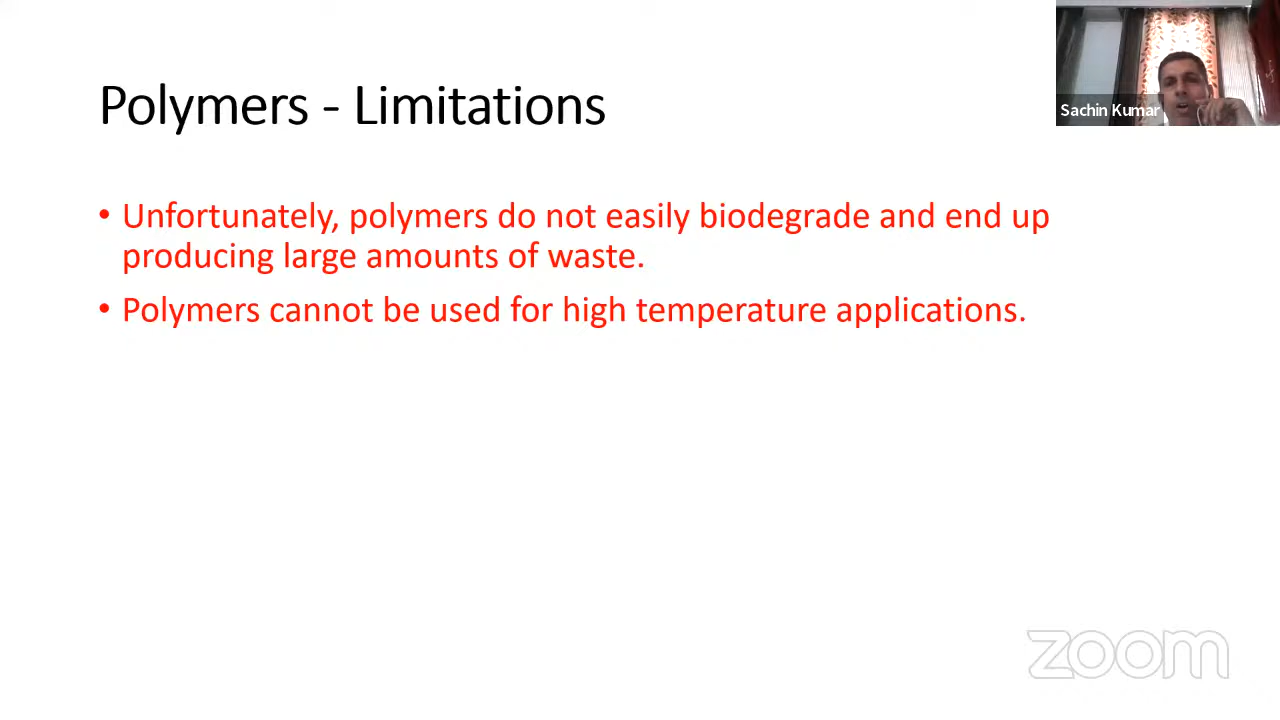 Polymers - Limitations
Sachin Kumar
• Unfortunately, polymers do not easily biodegrade and end up
producing large amounts of waste.
• Polymers cannot be used for high temperature applications.
zoom